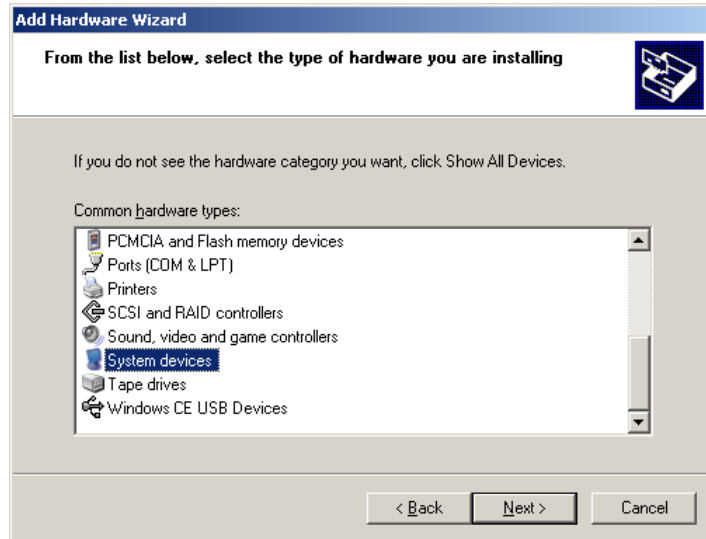 Add Hardware Wizard
From the list below, select the type of hardware you are installing
If you do not see the hardware category you want, click Show All Devices.
Common hardware types:
PCMCIA and Flash memory devices
Ports (COM & LPT)
Printers
SCSI and RAID controllers
Sound, video and game controllers
System devices
Tape drives
Windows CE USB Devices
< Back Next > Cancel